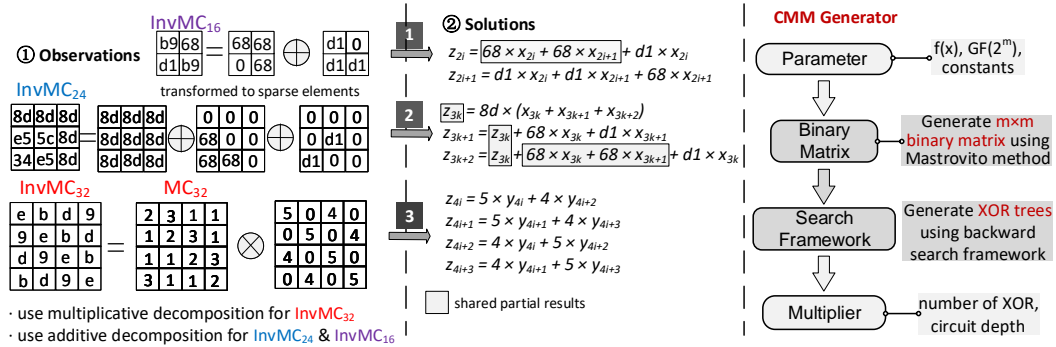 ① Observations
InvMC16
b9 68
d1 b9
=
68 68
0 68
⊕
d1 0
d1 d1
transformed to sparse elements
InvMC24
8d 8d 8d
e5 5c 8d
34 e5 8d
=
8d 8d 8d
8d 8d 8d
8d 8d 8d
⊕
0 0 0
68 0 0
68 68 0
⊕
0 0 0
0 d1 0
d1 0 0
InvMC32
e b d 9
9 e b d
d 9 e b
b d 9 e
=
MC32
2 3 1 1
1 2 3 1
1 1 2 3
3 1 1 2
⊗
5 0 4 0
0 5 0 4
4 0 5 0
0 4 0 5
· use multiplicative decomposition for InvMC32
· use additive decomposition for InvMC24 & InvMC16
1
2
3
② Solutions
z2i = 68 × x2i + 68 × x2i+1 + d1 × x2i
z2i+1 = d1 × x2i + d1 × x2i+1 + 68 × x2i+1
z3k = 8d × (x3k + x3k+1 + x3k+2)
z3k+1 = z3k + 68 × x3k + d1 × x3k+1
z3k+2 = z3k + 68 × x3k + 68 × x3k+1 + d1 × x3k
z4i = 5 × y4i + 4 × y4i+2
z4i+1 = 5 × y4i+1 + 4 × y4i+3
z4i+2 = 4 × y4i + 5 × y4i+2
z4i+3 = 4 × y4i+1 + 5 × y4i+3
shared partial results
CMM Generator
Parameter
f(x), GF(2^m),
constants
Binary
Matrix
Generate m×m
binary matrix using
Mastrovito method
Search
Framework
Generate XOR trees
using backward
search framework
Multiplier
number of XOR,
circuit depth